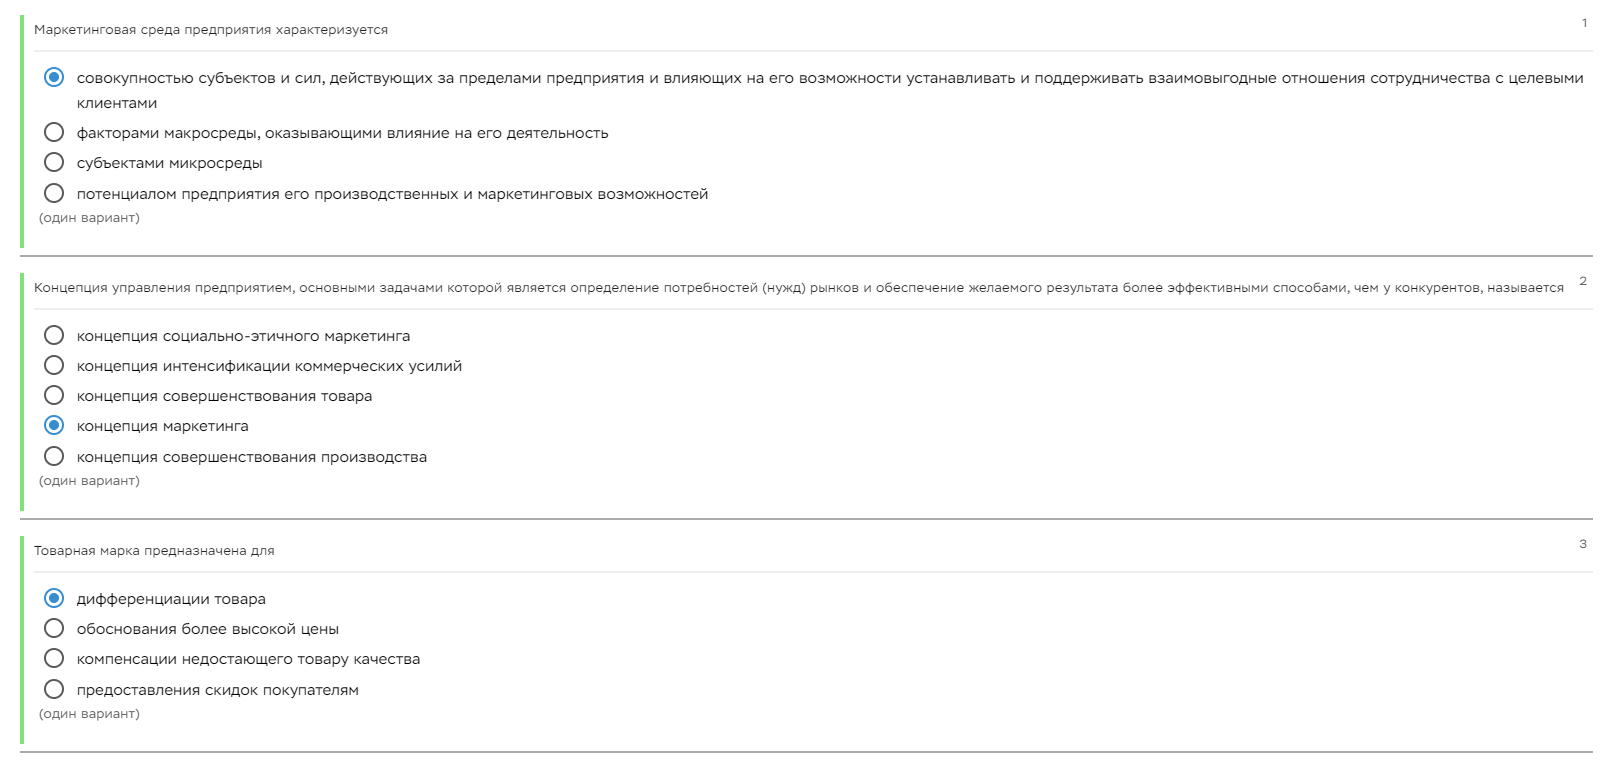 Маркетинговая среда предприятия характеризуется
1
совокупностью субъектов и сил, действующих за пределами предприятия и влияющих на его возможности устанавливать и поддерживать взаимовыгодные отношения сотрудничества с целевыми
клиентами
факторами макросреды, оказывающими влияние на его деятельность
субъектами микросреды
потенциалом предприятия его производственных и маркетинговых возможностей
(один вариант)
Концепция управления предприятием, основными задачами которой является определение потребностей (нужд) рынков и обеспечение желаемого результата более эффективными способами, чем у конкурентов, называется
2
концепция социально-этичного маркетинга
концепция интенсификации коммерческих усилий
концепция совершенствования товара
концепция маркетинга
концепция совершенствования производства
(один вариант)
Товарная марка предназначена для
3
дифференциации товара
обоснования более высокой цены
компенсации недостающего товару качества
предоставления скидок покупателям
(один вариант)